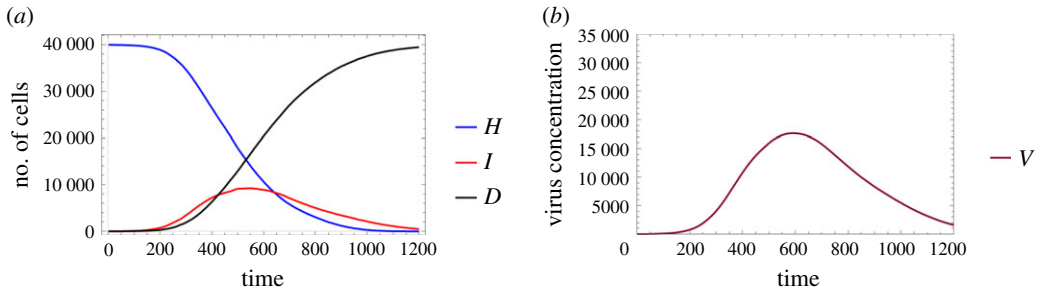 (a)
no. of cells
40 000
30 000
20 000
10 000
0
0 200 400 600 800 1000 1200
time
H
I
D
(b)
virus concentration
35 000
30 000
25 000
20 000
15 000
10 000
5000
0 200 400 600 800 1000 1200
time
V